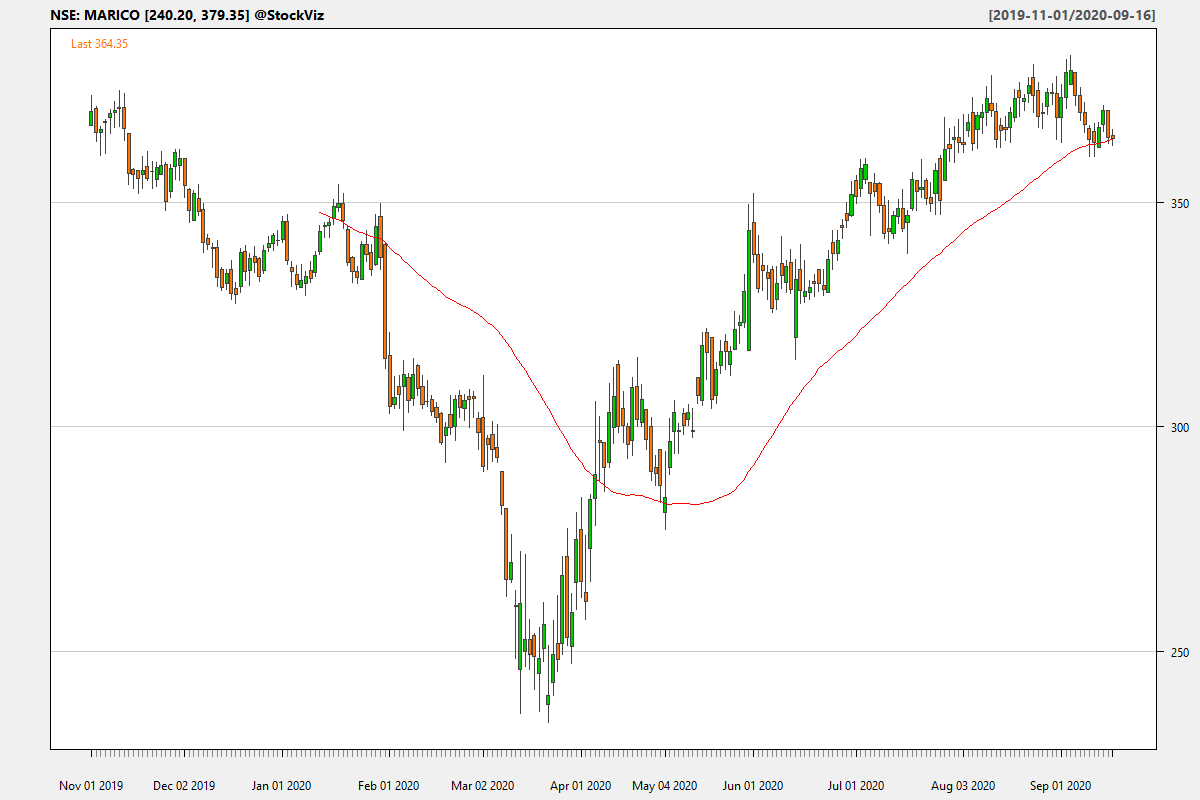 NSE: MARICO [240.20, 379.35] @StockViz [2019-11-01/2020-09-16]
Last 364.35
350
300
250
Nov 01 2019 Dec 02 2019 Jan 01 2020 Feb 01 2020 Mar 02 2020 Apr 01 2020 May 04 2020 Jun 01 2020 Jul 01 2020 Aug 03 2020 Sep 01 2020